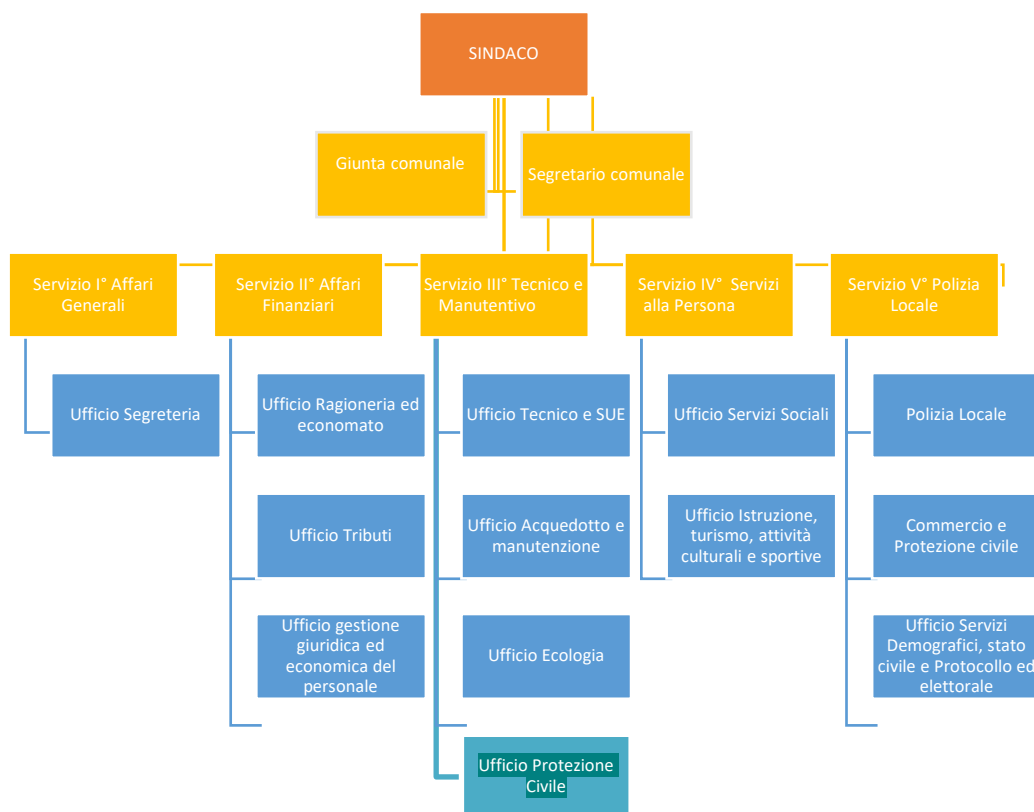 SINDACO
Giunta comunale
Segretario comunale
Servizio I° Affari
Generali
Servizio II° Affari
Finanziari
Servizio III° Tecnico e
Manutentivo
Servizio IV° Servizi
alla Persona
Servizio V° Polizia
Locale
Ufficio Segreteria
Ufficio Ragioneria ed
economato
Ufficio Tecnico e SUE
Ufficio Servizi Sociali
Polizia Locale
Ufficio Tributi
Ufficio Acquedotto e
manutenzione
Ufficio Istruzione,
turismo, attività
culturali e sportive
Commercio e
Protezione civile
Ufficio gestione
giuridica ed
economica del
personale
Ufficio Ecologia
Ufficio Servizi
Demografici, stato
civile e Protocollo ed
elettorale
Ufficio Protezione
Civile